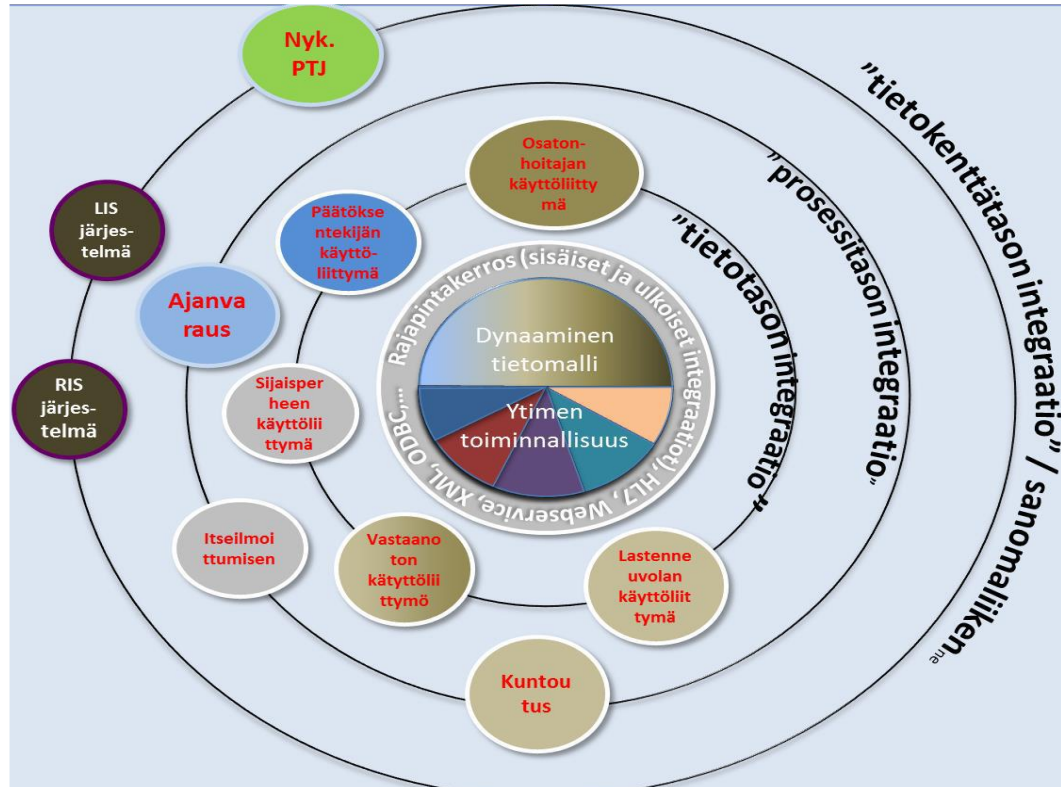 Nyk.
PTJ
"tietokenttätason integraatio" / sanomaliikenne
"prosessitason integraatio"
"tietotason integraatio"
Osaton-
hoitajan
käyttöliitty
mä
LIS
järjes-
telmä
Päätökse
ntekijän
käyttö-
liittymä
Rajapintakerros (sisäiset ja ulkoiset integraatiot), HL7, Webservice, XML, ODBC,....
Ajanva
raus
Dynaaminen
tietomalli
RIS
järjes-
telmä
Sijaisper
heen
käyttölii
ttymä
Ytimen
toiminnallisuus
Itseilmoi
ttumisen
Vastaano
ton
kätyttölii
ttymö
Lastenne
uvolan
käyttöliit
tymä
Kuntou
tus